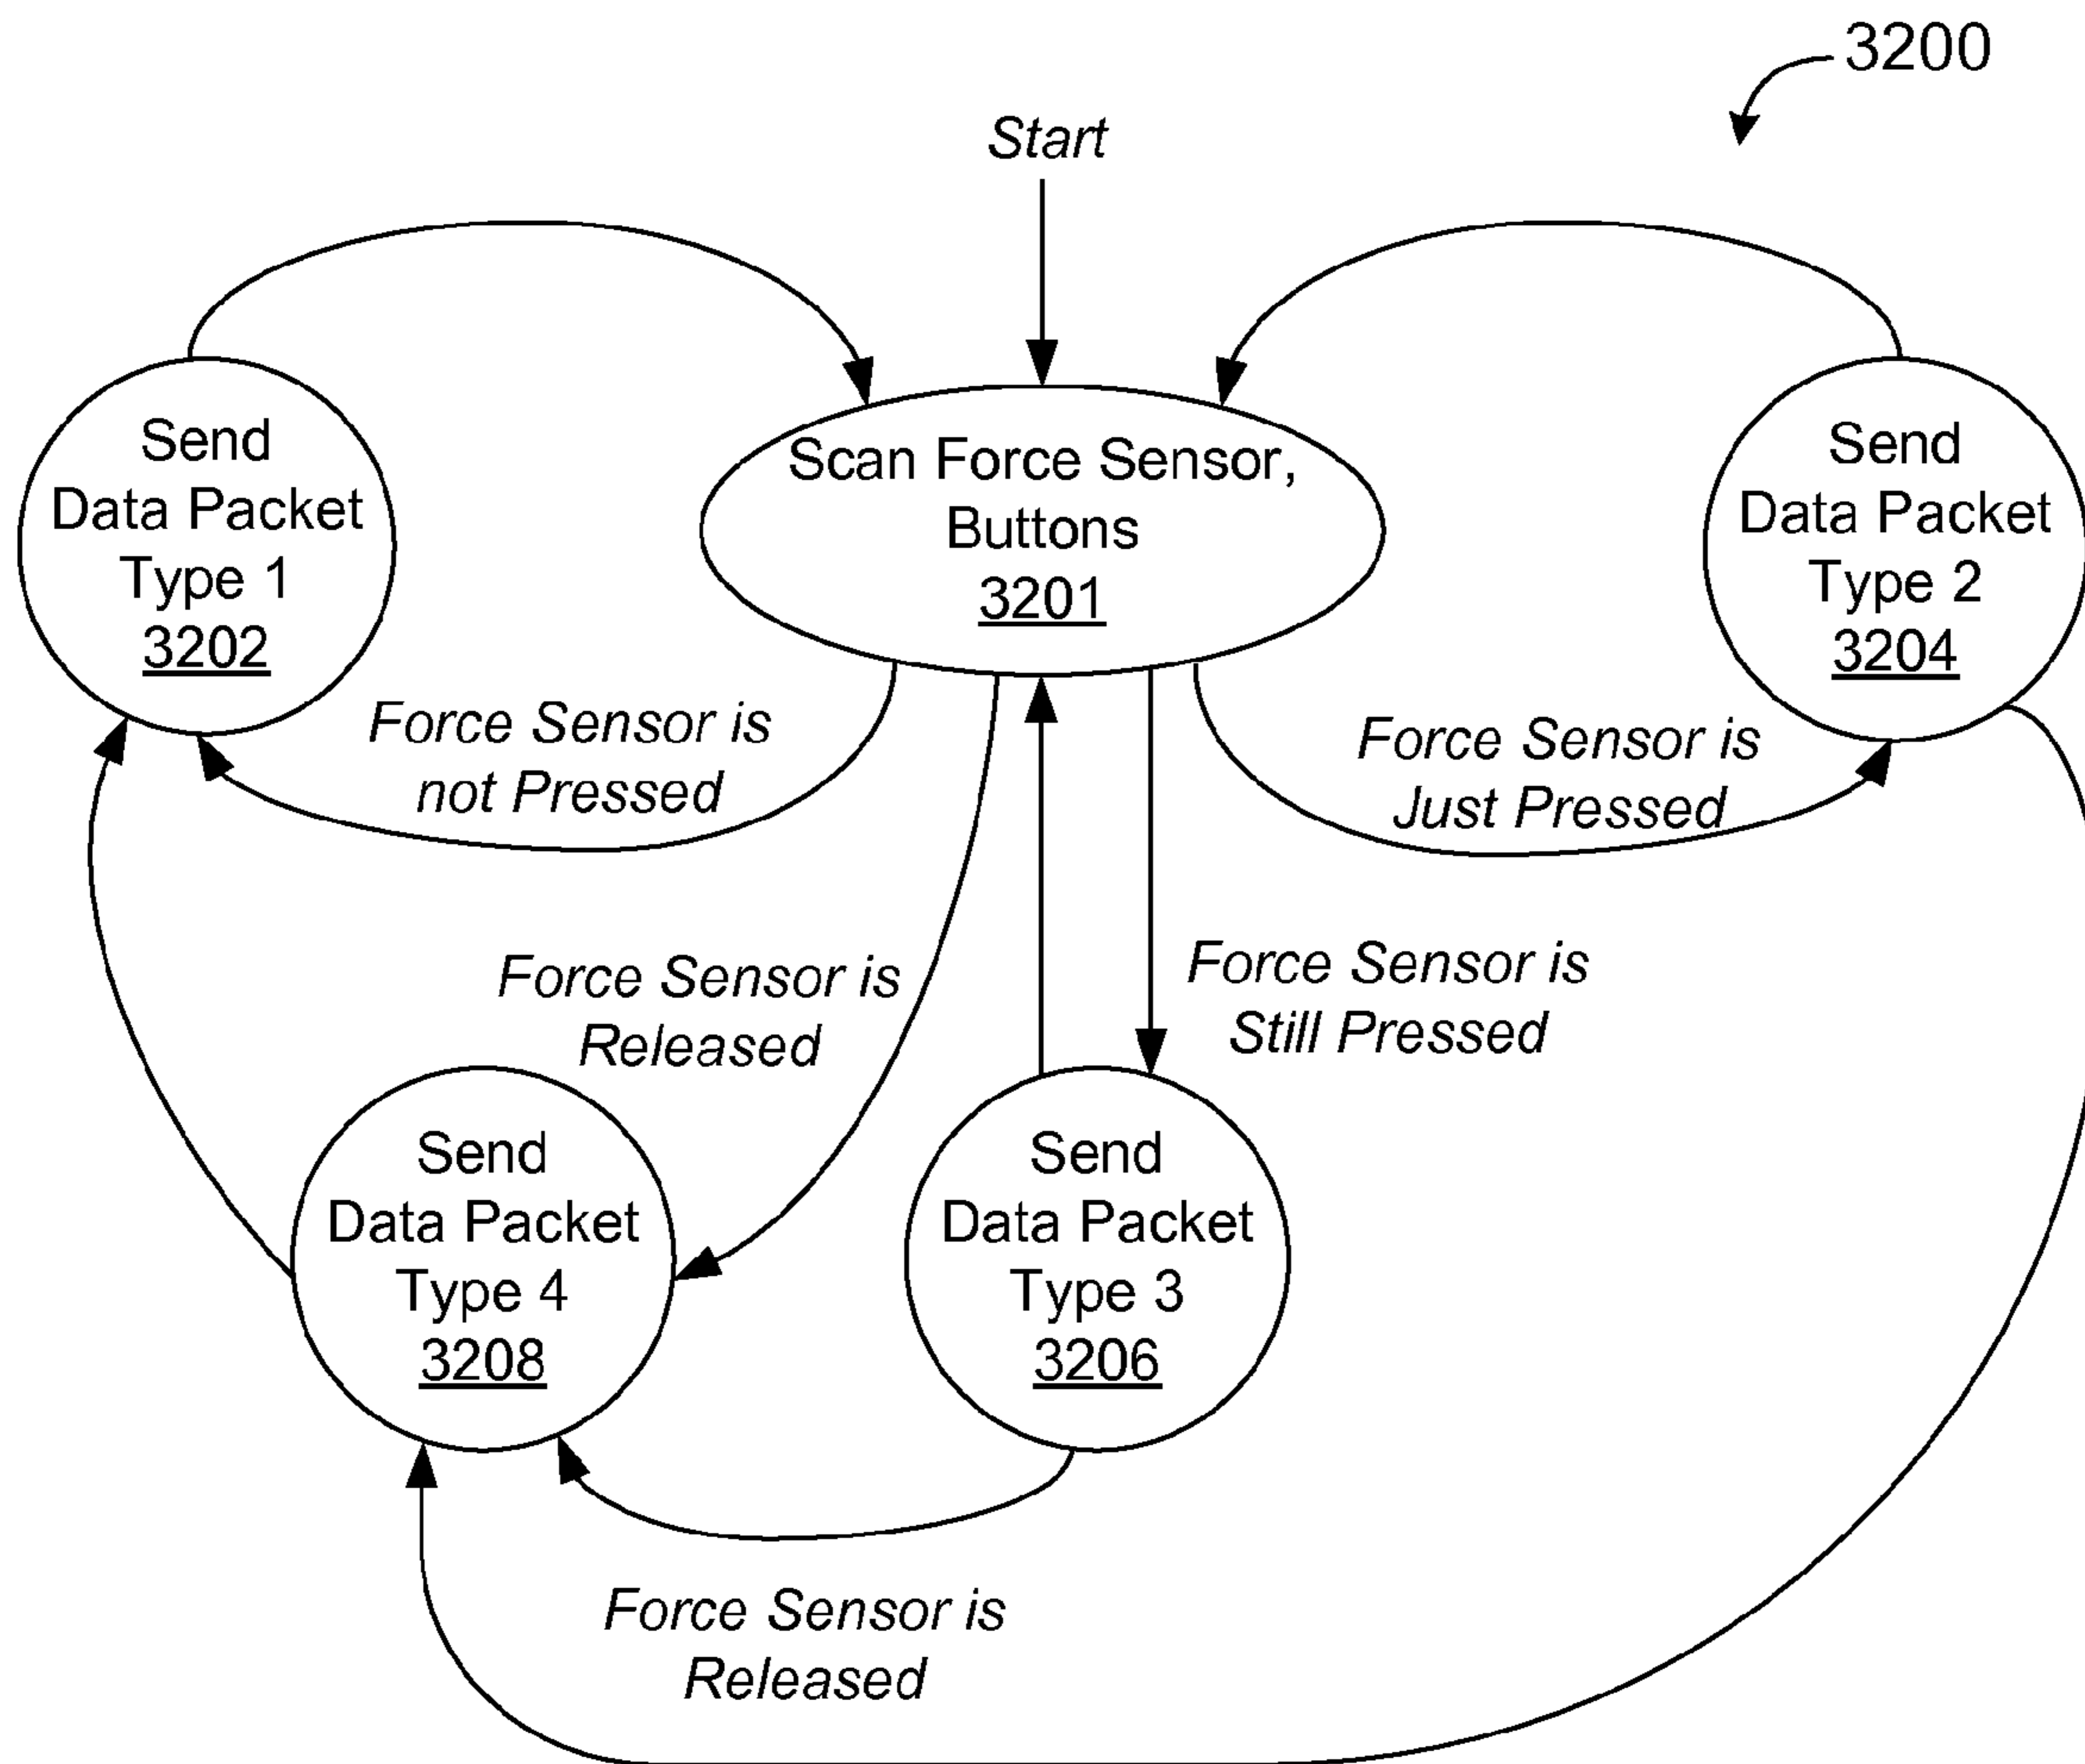 3200
Start
Send
Data Packet
Type 1
3202
Scan Force Sensor,
Buttons
3201
Send
Data Packet
Type 2
3204
Force Sensor is
not Pressed
Force Sensor is
Just Pressed
Force Sensor is
Released
Force Sensor is
Still Pressed
Send
Data Packet
Type 4
3208
Send
Data Packet
Type 3
3206
Force Sensor is
Released